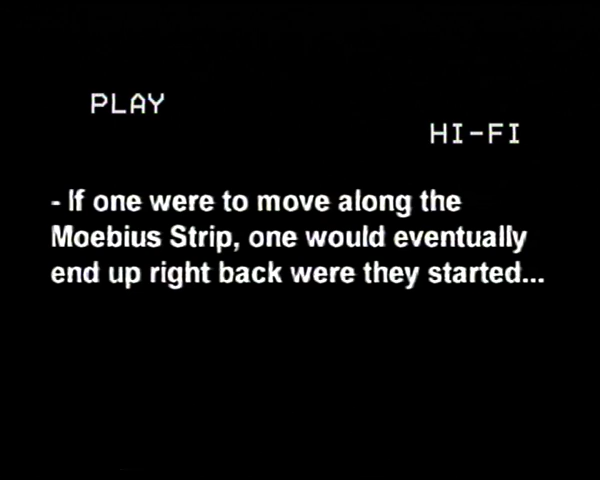 PLAY
HI-FI
- If one were to move along the
Moebius Strip, one would eventually
end up right back were they started...